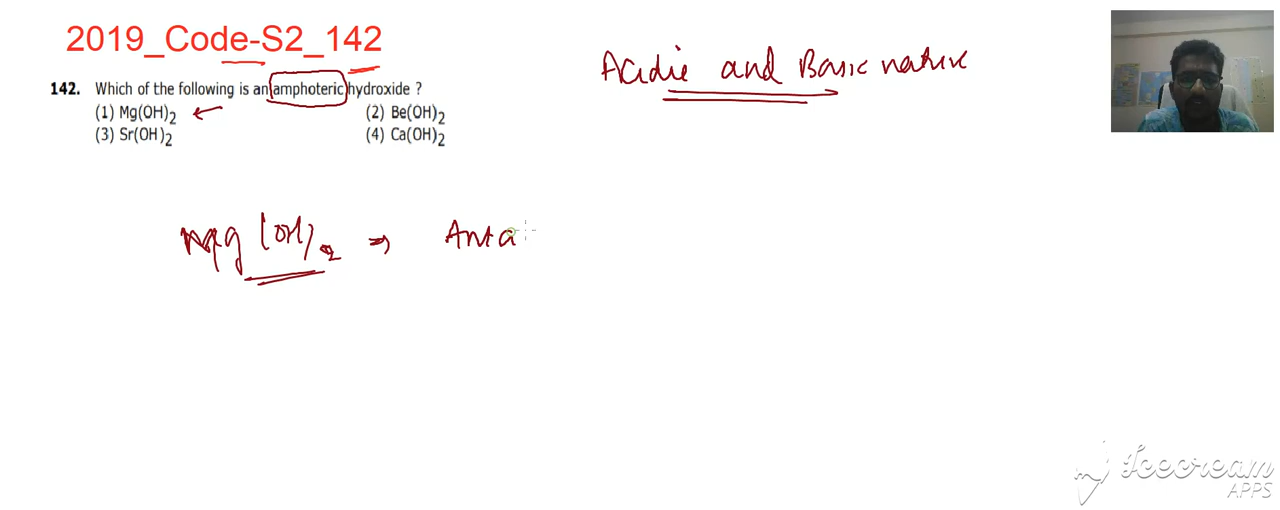 2019_Code-S2_142
Acidic and Basic nature
142. Which of the following is an amphoteric hydroxide ?
(1) Mg(OH)2 (2) Be(OH)2
(3) Sr(OH)2 (4) Ca(OH)2
Mg(OH)2 ⇒ Anta
Icecream
APPS